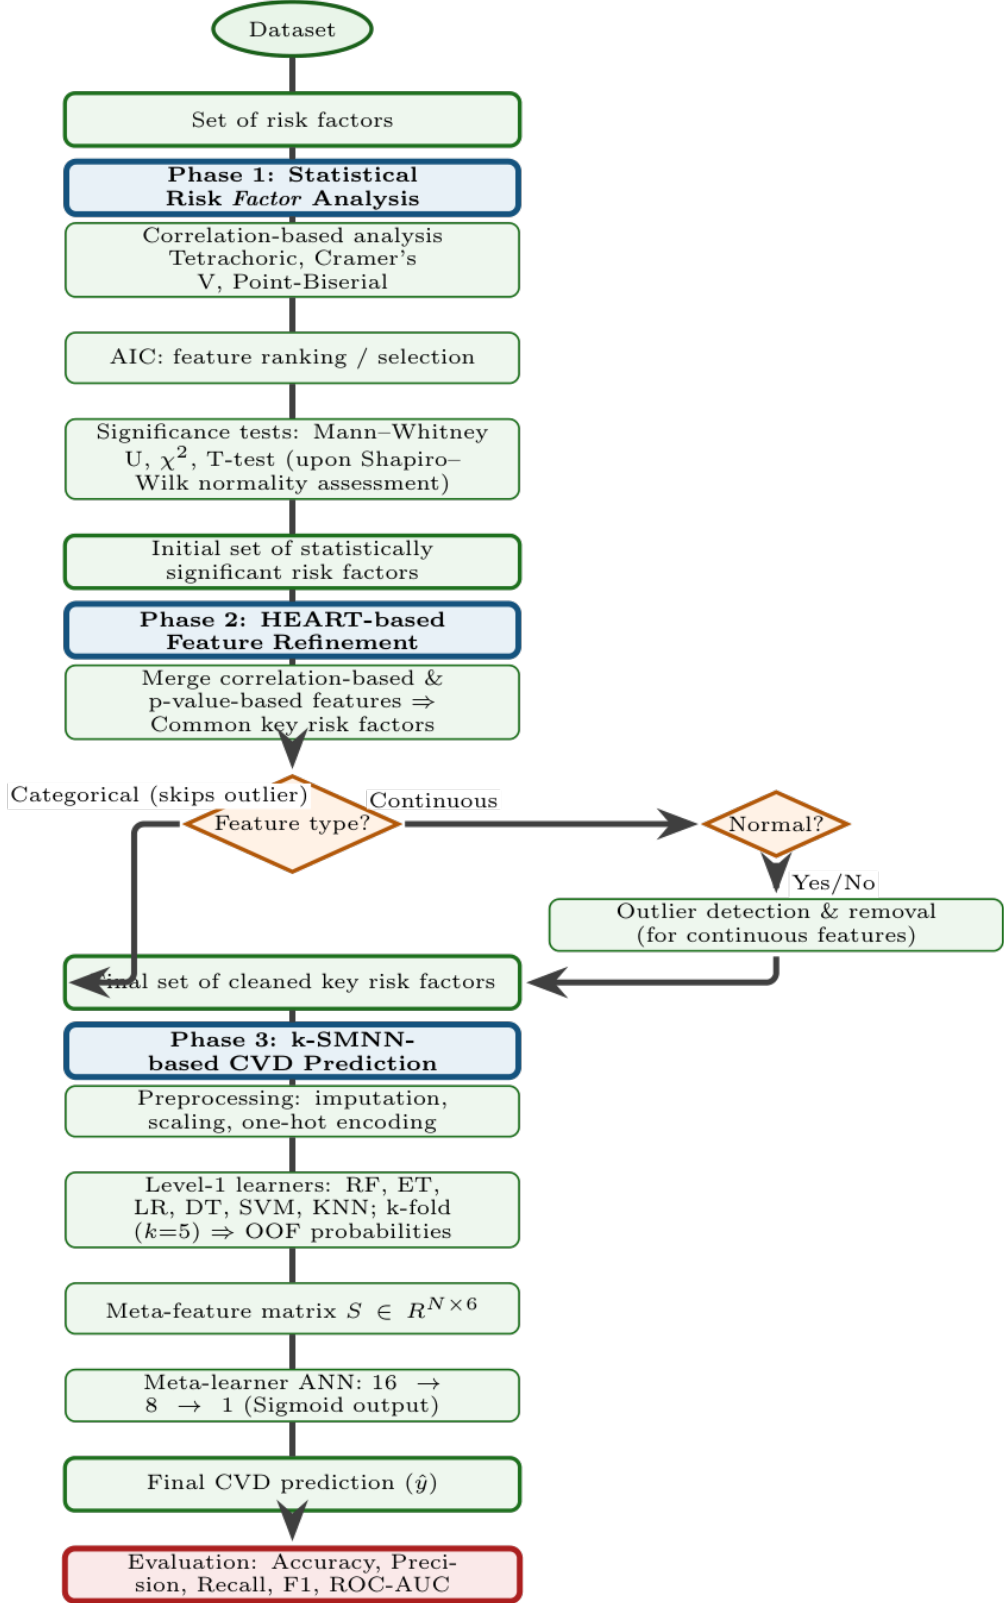 Dataset
Set of risk factors
Phase 1: Statistical
Risk Factor Analysis
Correlation-based analysis
Tetrachoric, Cramer's
V, Point-Biserial
AIC: feature ranking / selection
Significance tests: Mann–Whitney
U, χ², T-test (upon Shapiro–
Wilk normality assessment)
Initial set of statistically
significant risk factors
Phase 2: HEART-based
Feature Refinement
Merge correlation-based &
p-value-based features ⇒
Common key risk factors
Categorical (skips outlier)
Continuous
Feature type?
Normal?
Yes/No
Outlier detection & removal
(for continuous features)
Final set of cleaned key risk factors
Phase 3: k-SMNN-
based CVD Prediction
Preprocessing: imputation,
scaling, one-hot encoding
Level-1 learners: RF, ET,
LR, DT, SVM, KNN; k-fold
(k=5) ⇒ OOF probabilities
Meta-feature matrix S ∈ R^{N×6}
Meta-learner ANN: 16 →
8 → 1 (Sigmoid output)
Final CVD prediction (ŷ)
Evaluation: Accuracy, Preci-
sion, Recall, F1, ROC-AUC